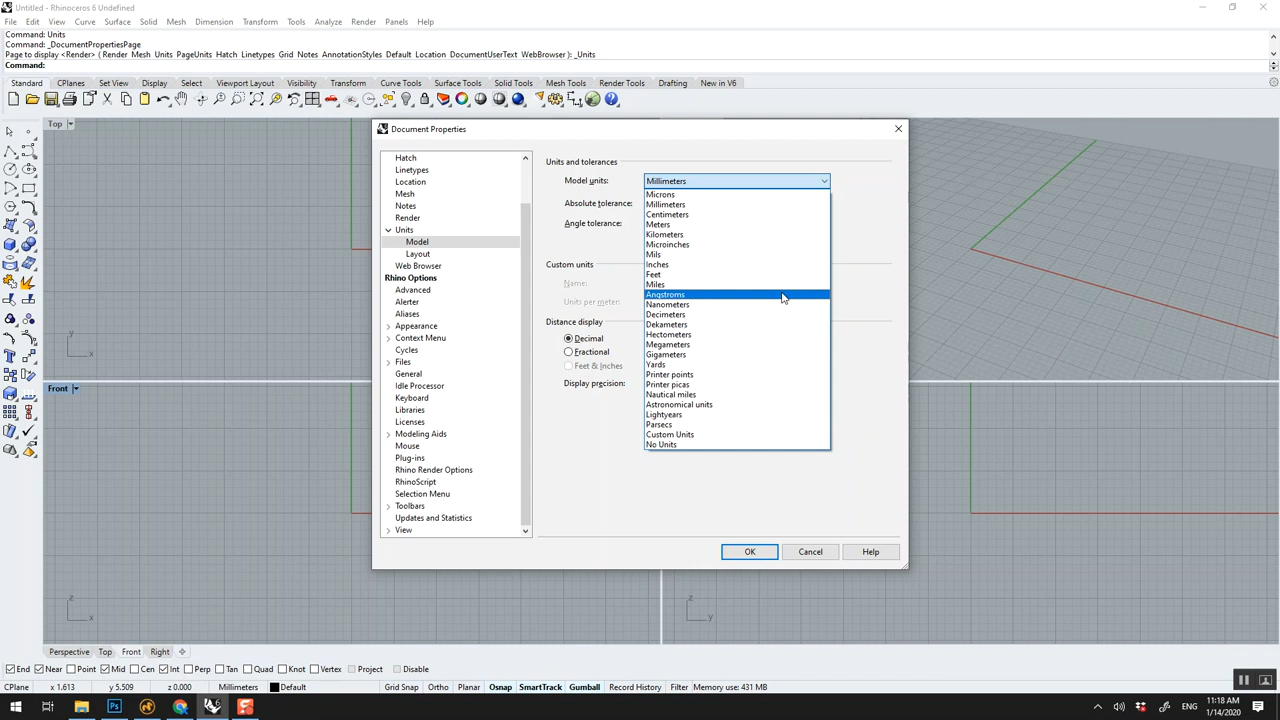 Untitled - Rhinoceros 6 Undefined
File Edit View Curve Surface Solid Mesh Dimension Transform Tools Analyze Render Panels Help
Command: Units
Command: _DocumentPropertiesPage
Page to display <Render> ( Render Mesh Units PageUnits Hatch Linetypes Grid Notes AnnotationStyles Default Location DocumentUserText WebBrowser ): _Units
Command:
Standard CPlanes Set View Display Select Viewport Layout Visibility Transform Curve Tools Surface Tools Solid Tools Mesh Tools Render Tools Drafting New in V6
Top
Document Properties
Hatch
Linetypes
Location
Mesh
Notes
Render
Units
Model
Layout
Web Browser
Rhino Options
Advanced
Alerter
Aliases
Appearance
Context Menu
Cycles
Files
General
Idle Processor
Keyboard
Libraries
Licenses
Modeling Aids
Mouse
Plug-ins
Rhino Render Options
RhinoScript
Selection Menu
Toolbars
Updates and Statistics
View
Units and tolerances
Model units: Millimeters
Absolute tolerance:
Angle tolerance:
Custom units
Name:
Units per meter:
Distance display
Decimal
Fractional
Feet & Inches
Display precision:
Microns
Millimeters
Centimeters
Meters
Kilometers
Microinches
Mils
Inches
Feet
Miles
Angstroms
Nanometers
Decimeters
Dekameters
Hectometers
Megameters
Gigameters
Yards
Printer points
Printer picas
Nautical miles
Astronomical units
Lightyears
Parsecs
Custom Units
No Units
OK Cancel Help
y
x
Front
z
x
z
y
Perspective Top Front Right
End Near Point Mid Cen Int Perp Tan Quad Knot Vertex Project Disable
CPlane x 1.613 y 5.509 z 0.000 Millimeters Default Grid Snap Ortho Planar Osnap SmartTrack Gumball Record History Filter Memory use: 431 MB
Ps
ENG
11:18 AM
1/14/2020